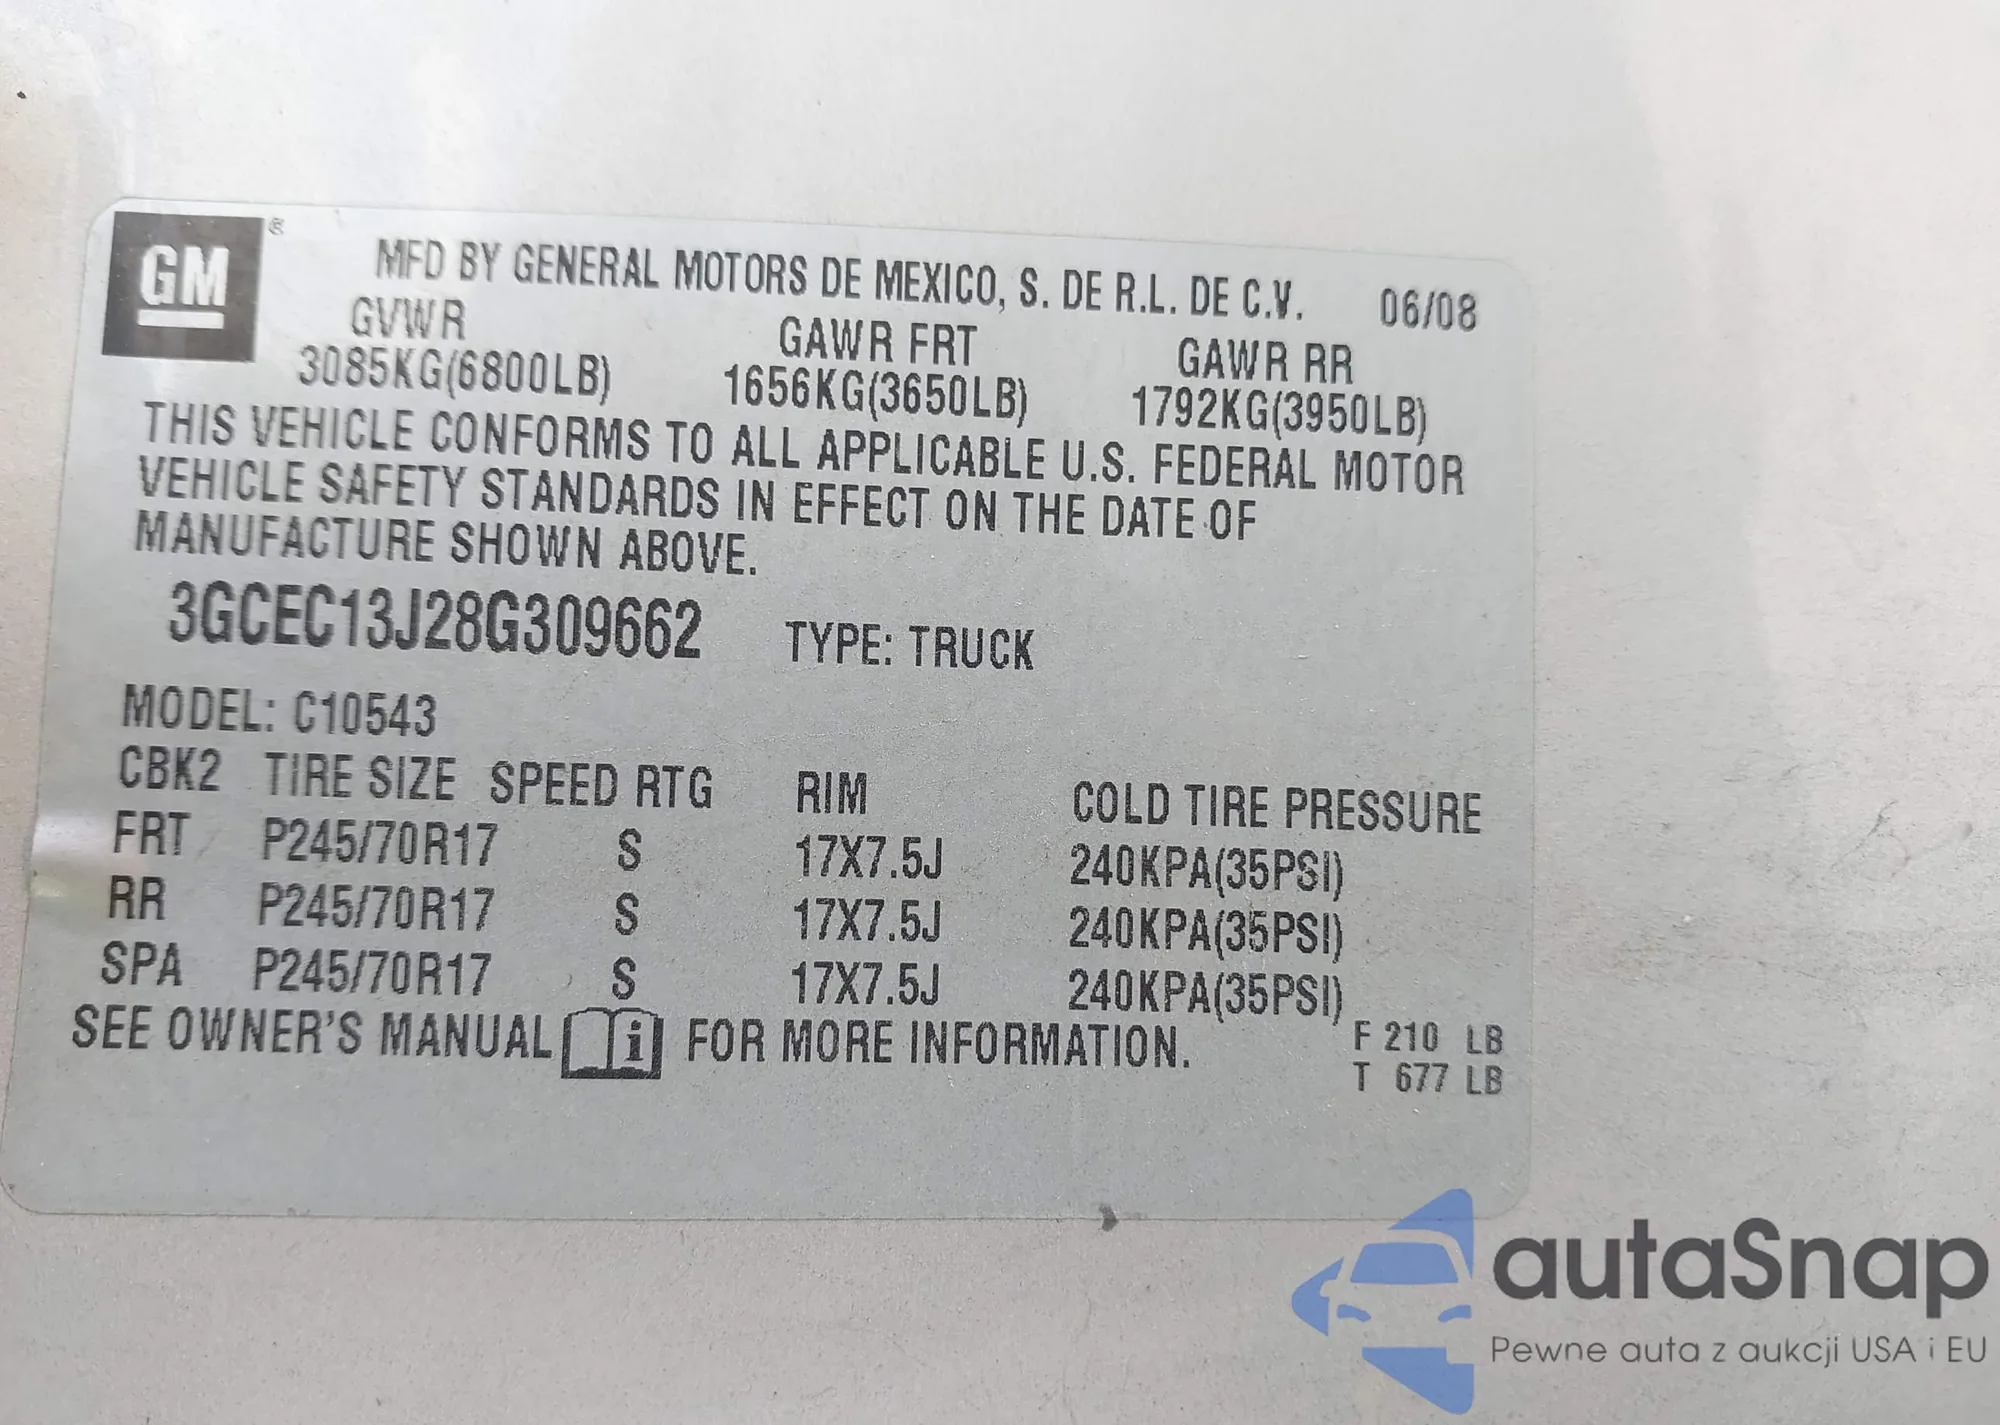 GM®
MFD BY GENERAL MOTORS DE MEXICO, S. DE R.L. DE C.V. 06/08
GVWR GAWR FRT GAWR RR
3085KG(6800LB) 1656KG(3650LB) 1792KG(3950LB)
THIS VEHICLE CONFORMS TO ALL APPLICABLE U.S. FEDERAL MOTOR
VEHICLE SAFETY STANDARDS IN EFFECT ON THE DATE OF
MANUFACTURE SHOWN ABOVE.
3GCEC13J28G309662 TYPE: TRUCK
MODEL: C10543
CBK2 TIRE SIZE SPEED RTG RIM COLD TIRE PRESSURE
FRT P245/70R17 S 17X7.5J 240KPA(35PSI)
RR P245/70R17 S 17X7.5J 240KPA(35PSI)
SPA P245/70R17 S 17X7.5J 240KPA(35PSI)
SEE OWNER'S MANUAL i FOR MORE INFORMATION.
F 210 LB
T 677 LB
autaSnap
Pewne auta z aukcji USA i EU